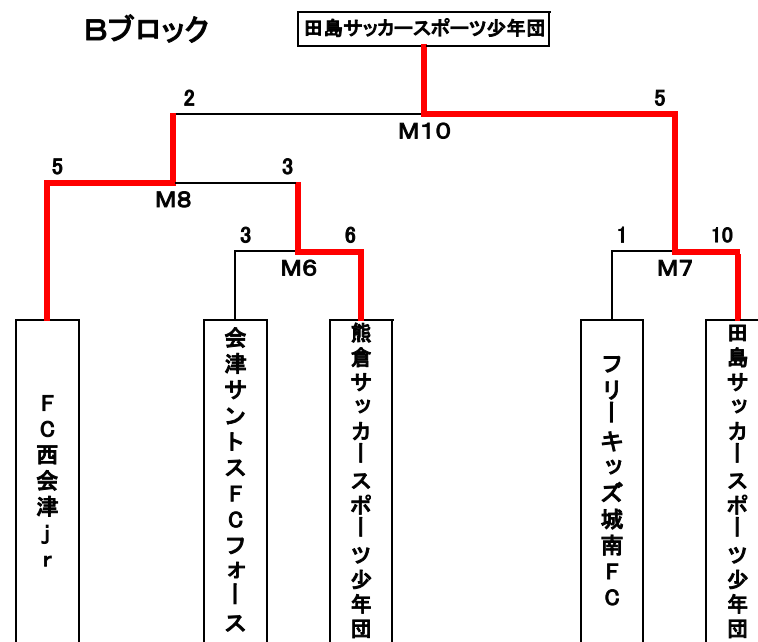 Bブロック
田島サッカースポーツ少年団
2
5
M10
5
3
M8
3
6
M6
1
10
M7
FC西会津jr
会津サントスFCフォース
熊倉サッカースポーツ少年団
フリーキッズ城南FC
田島サッカースポーツ少年団